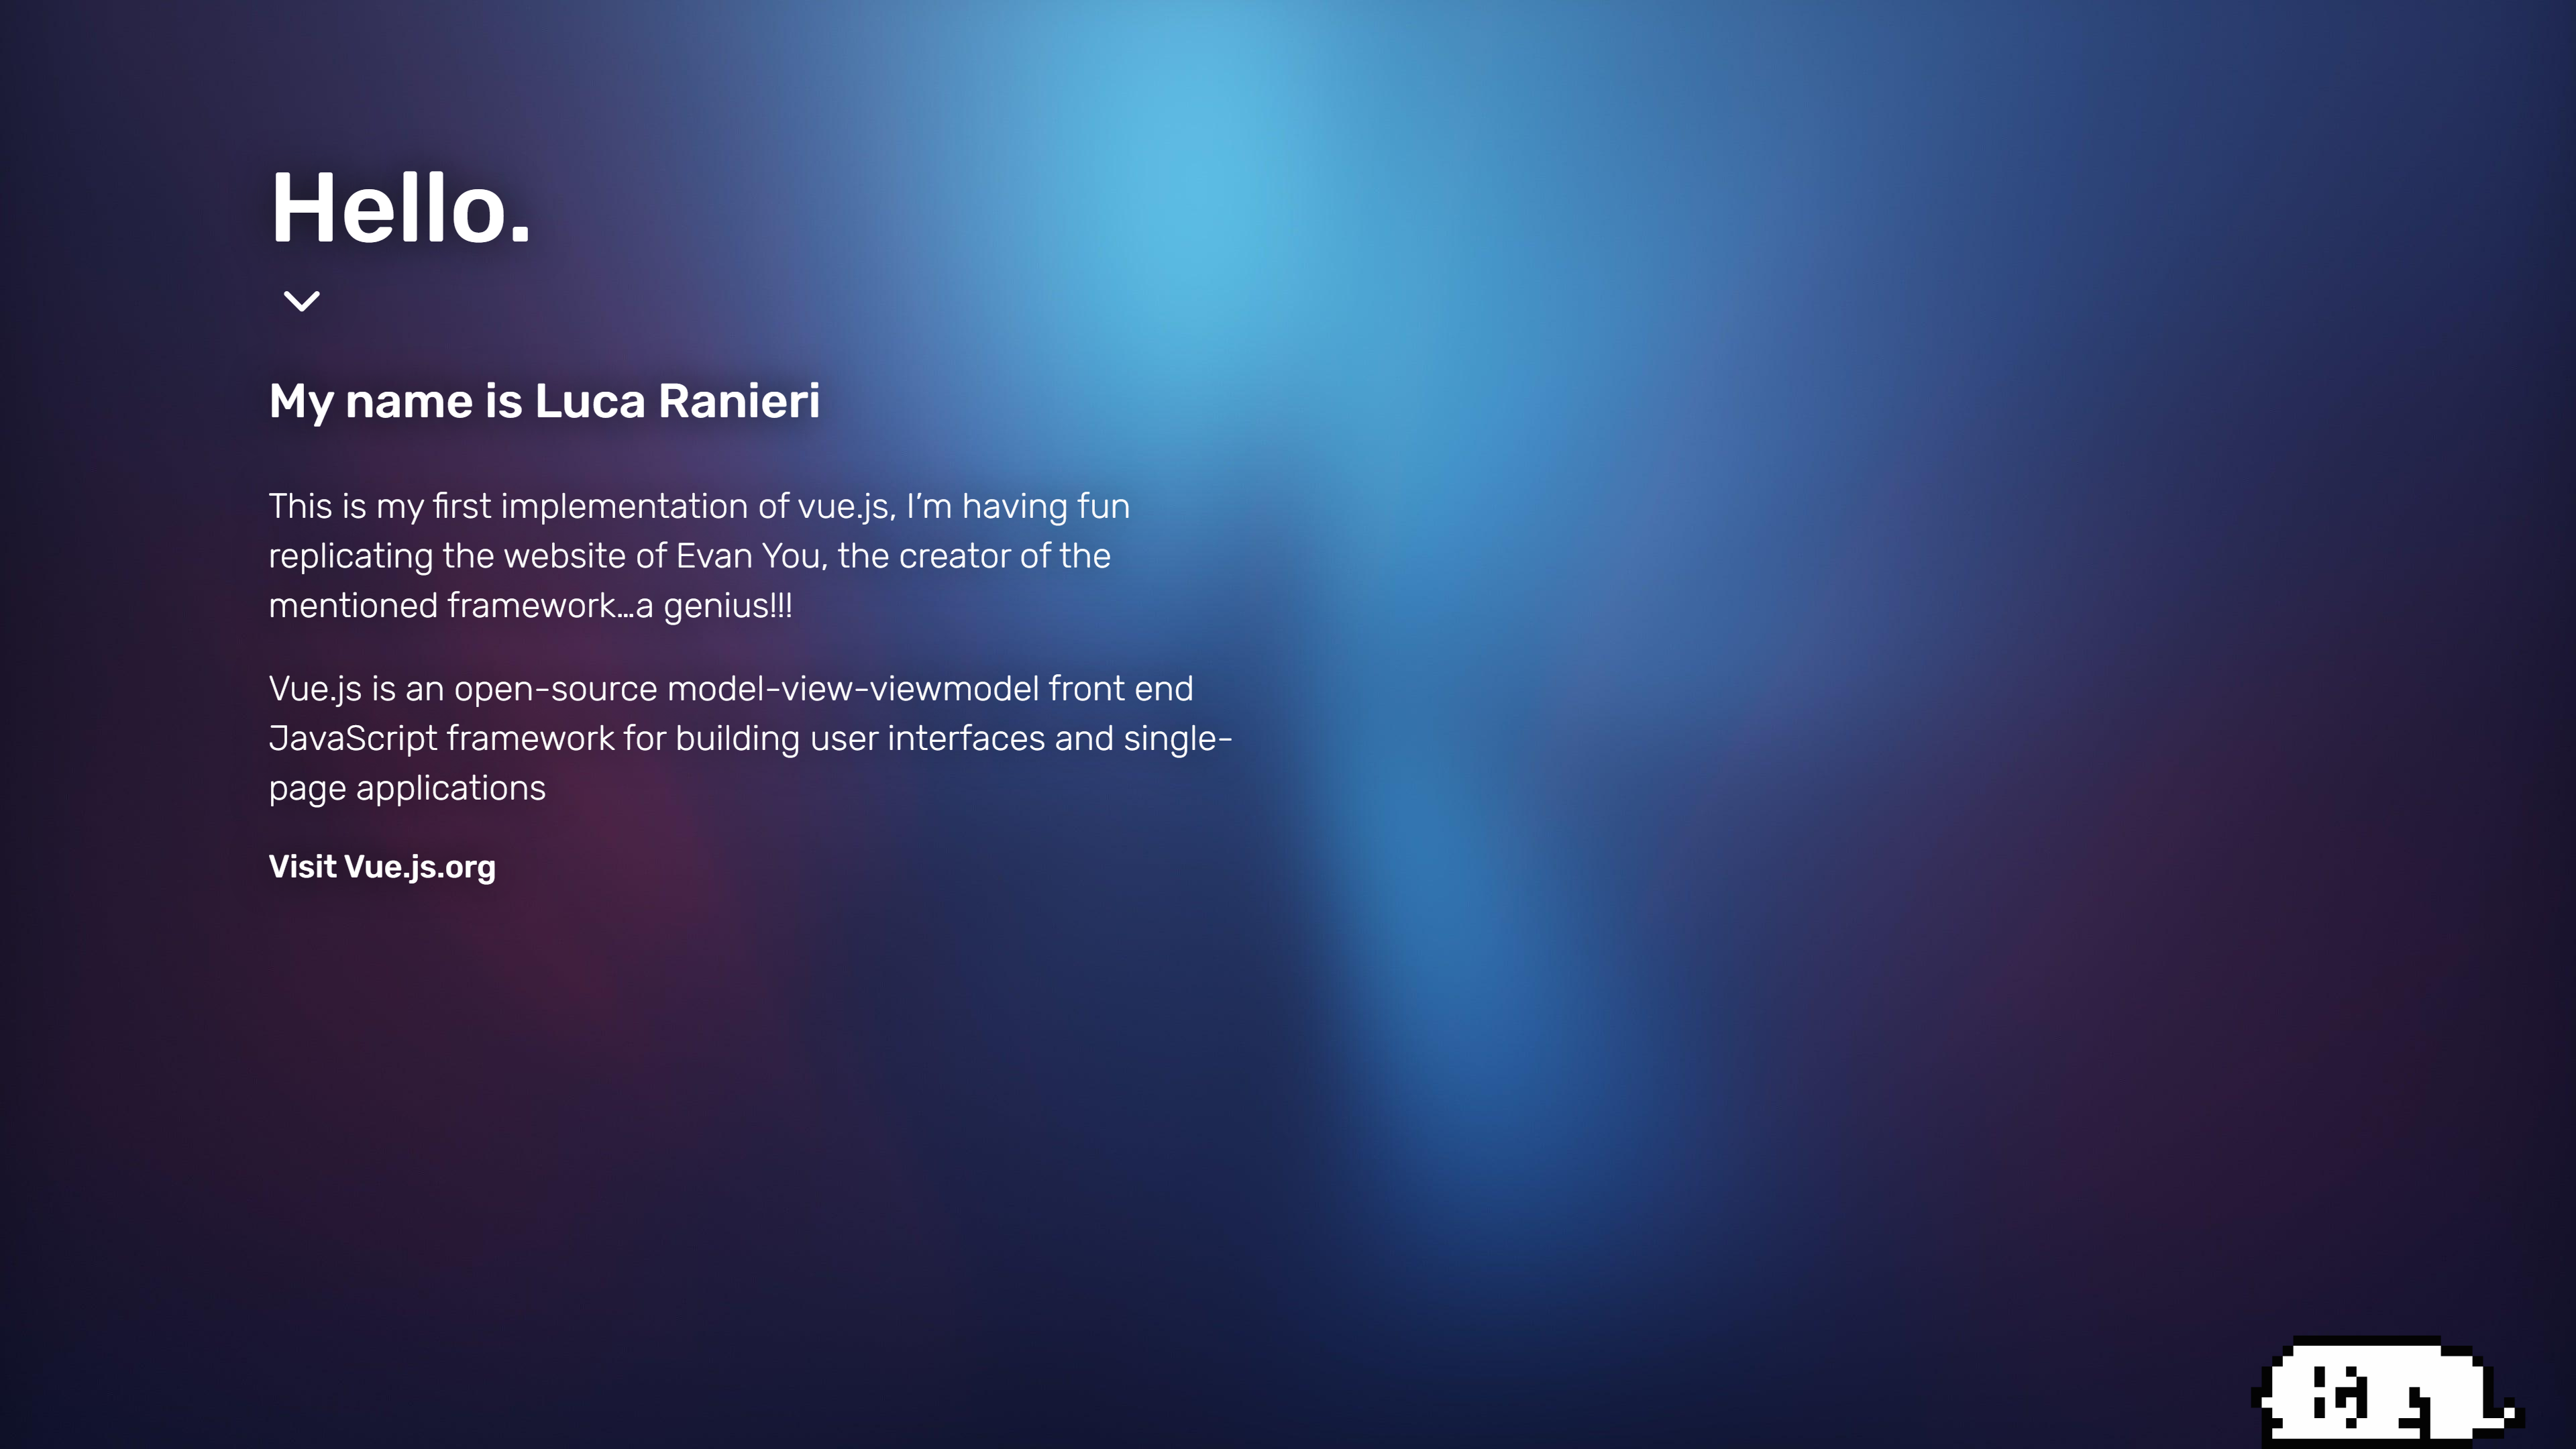 Hello.
My name is Luca Ranieri
This is my first implementation of vue.js, I’m having fun
replicating the website of Evan You, the creator of the
mentioned framework...a genius!!!
Vue.js is an open-source model-view-viewmodel front end
JavaScript framework for building user interfaces and single-
page applications
Visit Vue.js.org